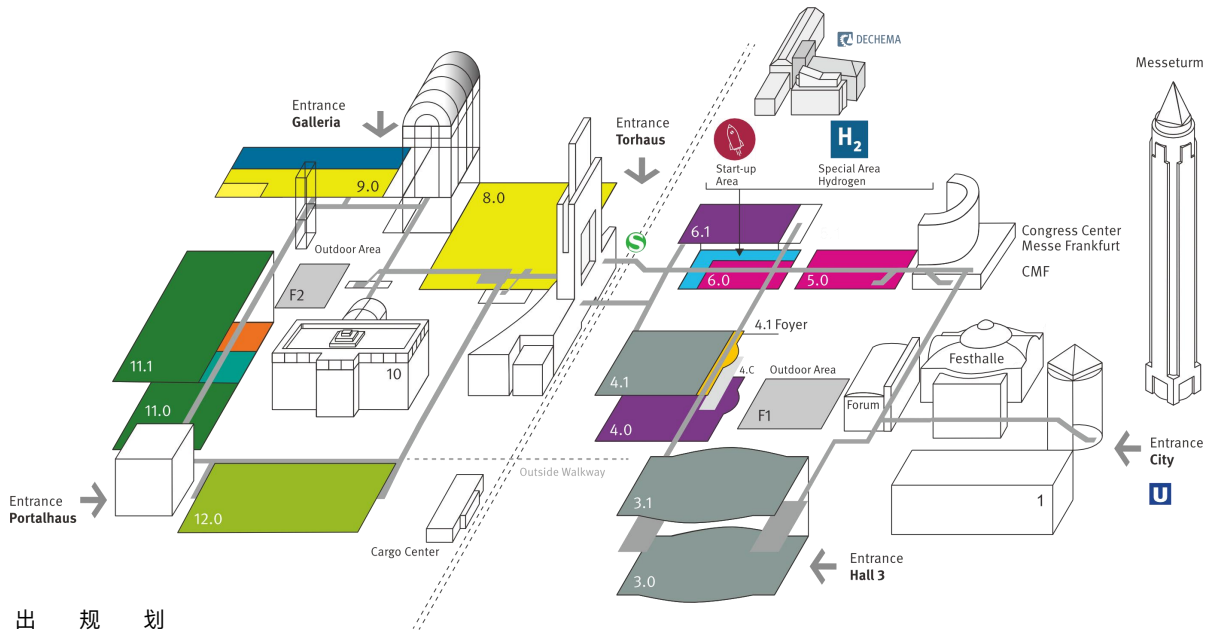 DECHEMA
Messeturm
Entrance
Galleria
Entrance
Torhaus
H2
Start-up
Area
Special Area
Hydrogen
9.0
8.0
6.1
S
Congress Center
Messe Frankfurt
CMF
Outdoor Area
F2
6.0
5.0
11.1
10
4.1 Foyer
4.1
4.C
Outdoor Area
Festhalle
F1
Forum
11.0
4.0
Entrance
City
Outside Walkway
U
Entrance
Portalhaus
12.0
3.1
1
Cargo Center
Entrance
Hall 3
3.0
出 规 划